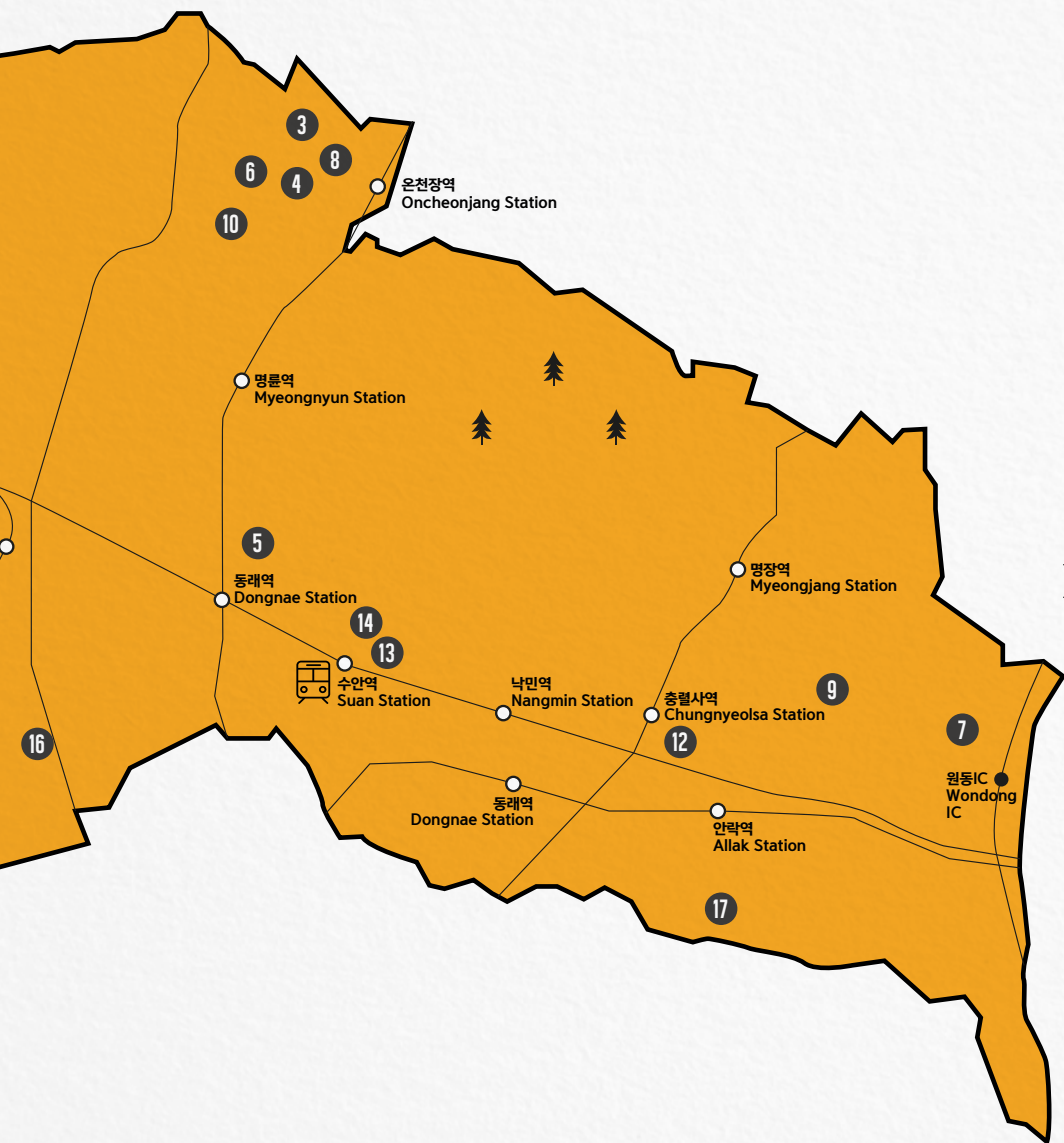 3
8
6
4
온천장역
Oncheonjang Station
10
명륜역
Myeongnyun Station
5
동래역
Dongnae Station
명장역
Myeongjang Station
14
13
수안역
Suan Station
낙민역
Nangmin Station
충렬사역
Chungnyeolsa Station
9
7
12
16
원동IC
Wondong
IC
동래역
Dongnae Station
안락역
Allak Station
17